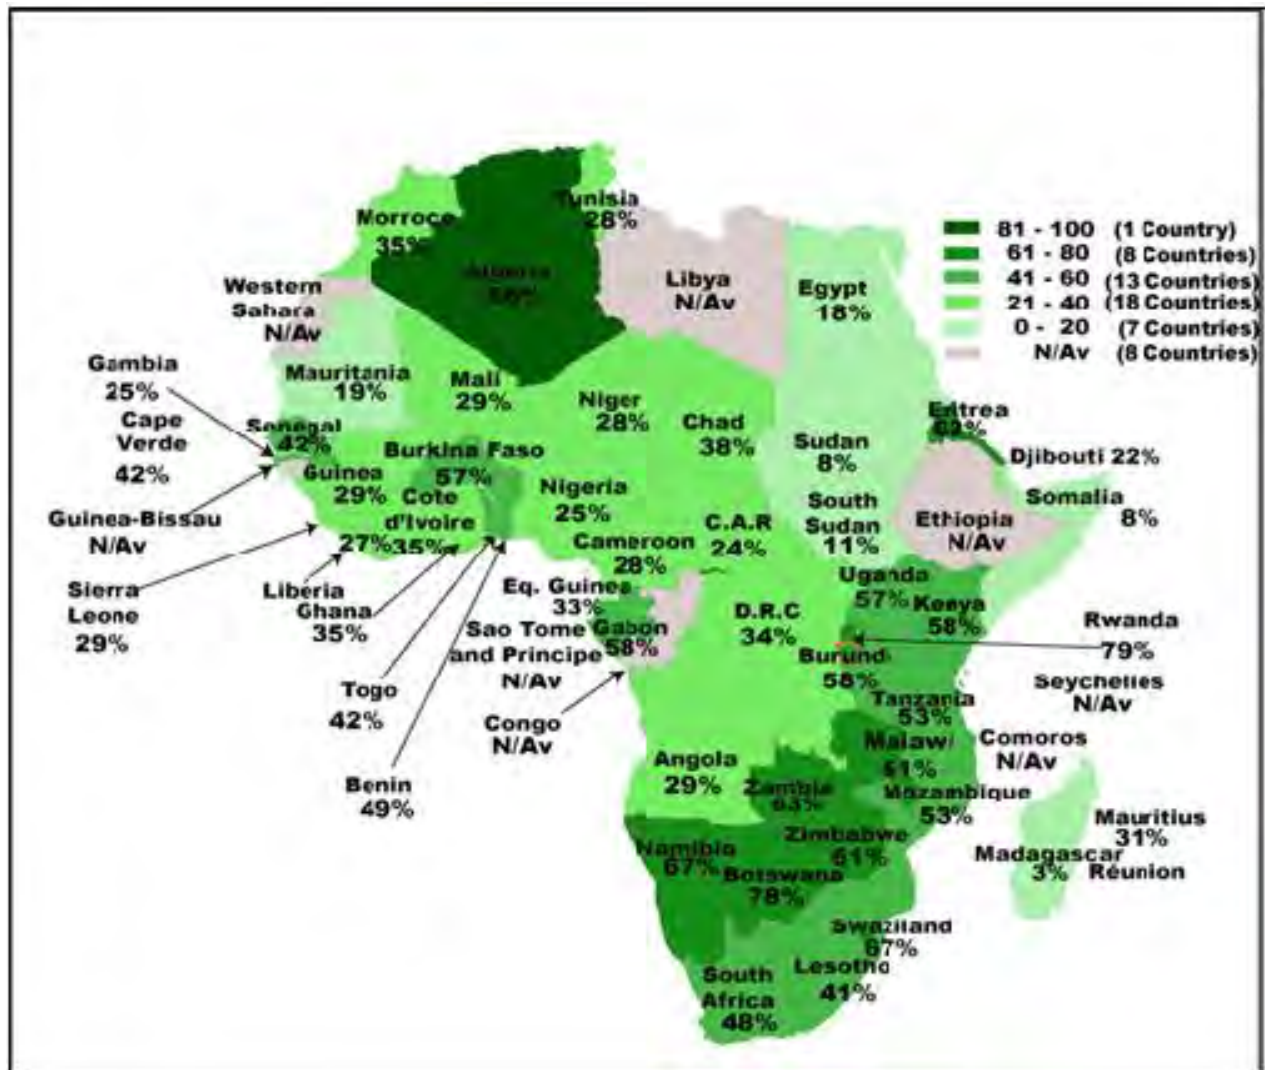 Tunisia
28%
Morroco
35%
Algeria
Libya
N/Av
Egypt
18%
81 - 100 (1 Country)
61 - 80 (8 Countries)
41 - 60 (13 Countries)
21 - 40 (18 Countries)
0 - 20 (7 Countries)
N/Av (8 Countries)
Western
Sahara
N/Av
Gambia
25%
Mauritania
19%
Mali
29%
Niger
28%
Chad
38%
Sudan
8%
Eritrea
62%
Djibouti 22%
Somalia
8%
Cape
Verde
42%
Senegal
42%
Burkina Faso
57%
Guinea
29%
Cote
d'Ivoire
35%
Nigeria
25%
South
Sudan
11%
Ethiopia
N/Av
Guinea-Bissau
N/Av
27%
Cameroon
28%
C.A.R
24%
Uganda
57%
Kenya
58%
Sierra
Leone
29%
Liberia
Ghana
35%
Eq. Guinea
33%
D.R.C
34%
Rwanda
79%
Sao Tome
and Principe
N/Av
Gabon
58%
Burund
58%
Seychelles
N/Av
Togo
42%
Congo
N/Av
Tanzania
53%
Benin
49%
Angola
29%
Malawi
61%
Comoros
N/Av
Zambia
63%
Mozambique
53%
Mauritius
31%
Namibia
67%
Zimbabwe
61%
Madagascar
3%
Réunion
Botswana
78%
Swaziland
67%
South
Africa
48%
Lesotho
41%